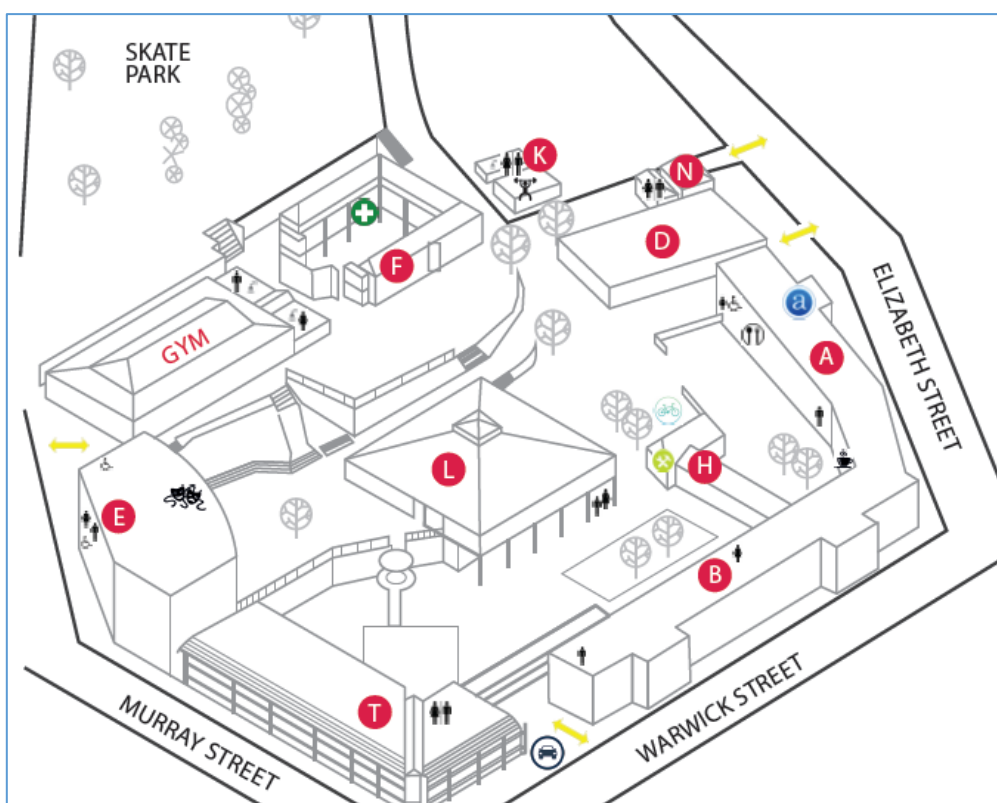 SKATE
PARK
K
N
D
F
a
A
GYM
ELIZABETH STREET
L
H
E
B
T
MURRAY STREET
WARWICK STREET